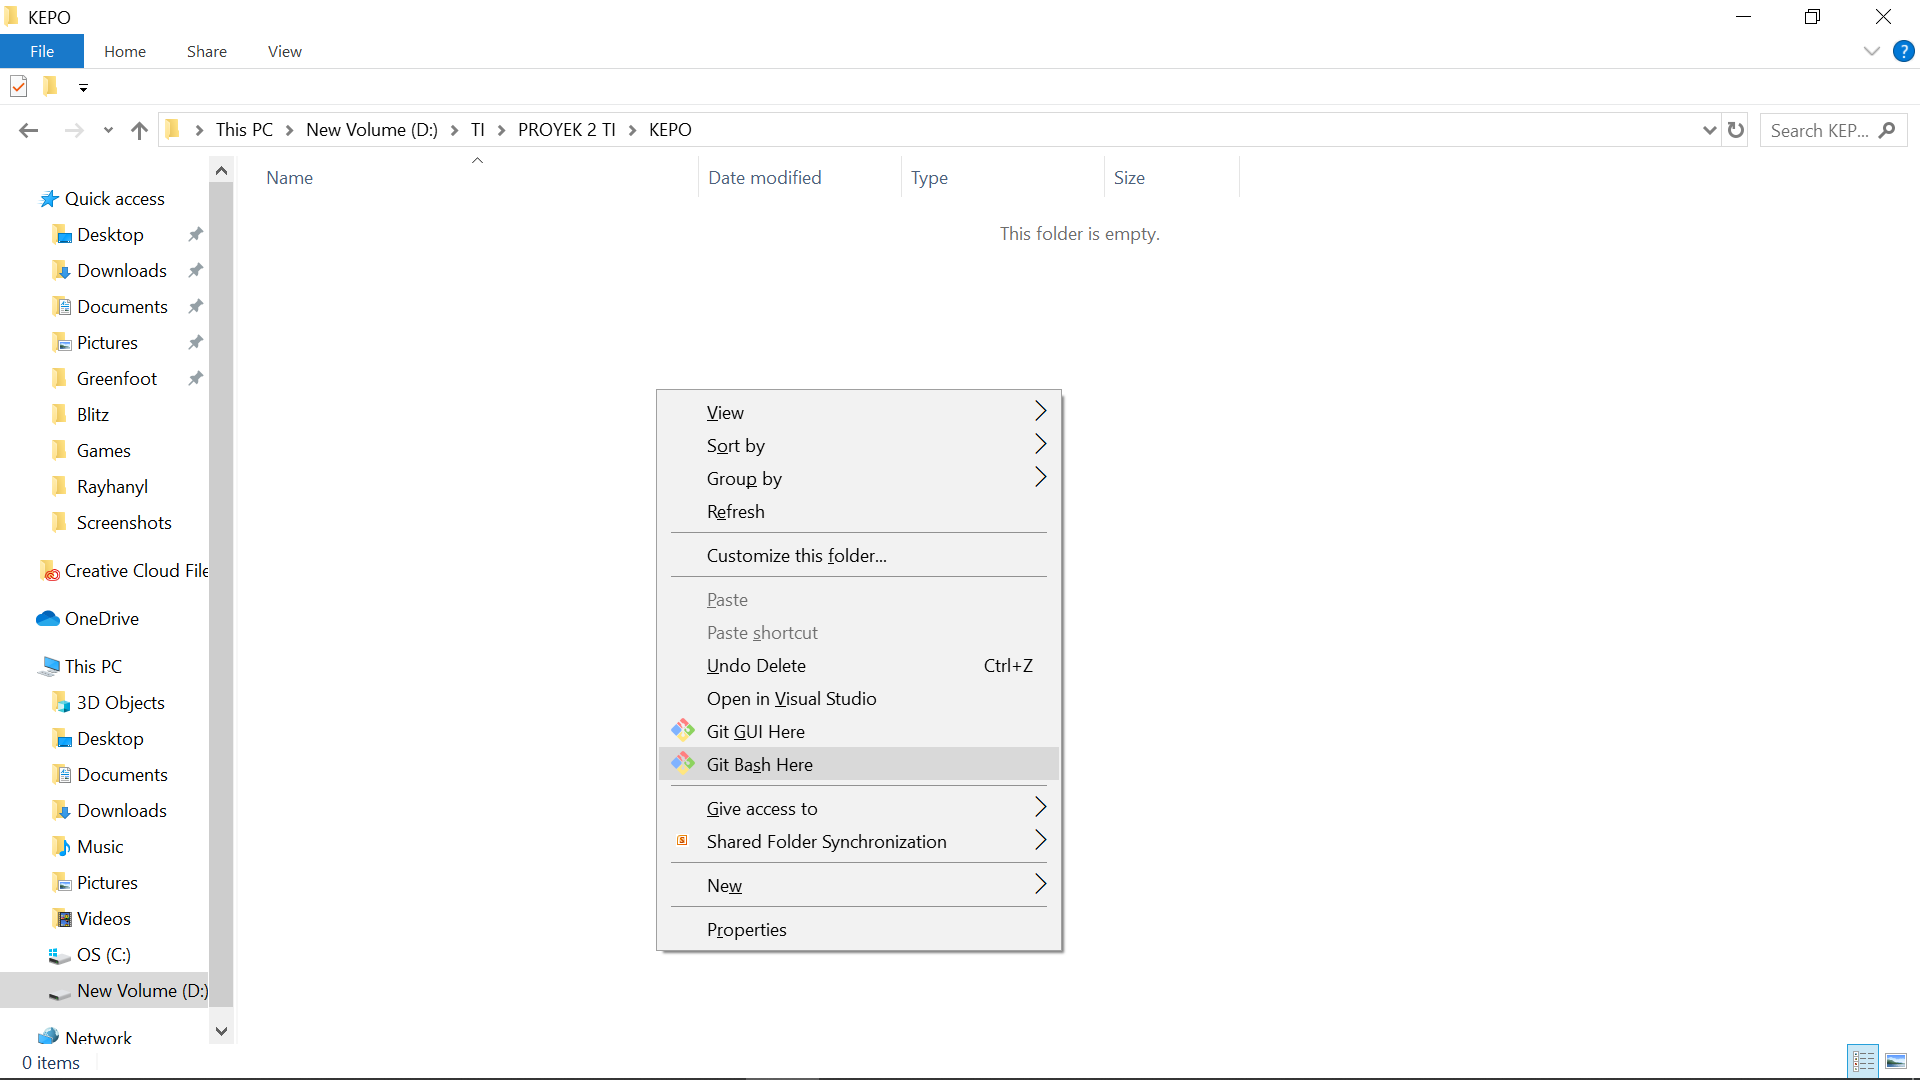 KEPO
File Home Share View
This PC New Volume (D:) TI PROYEK 2 TI KEPO
Search KEP...
Name Date modified Type Size
This folder is empty.
Quick access
Desktop
Downloads
Documents
Pictures
Greenfoot
Blitz
Games
Rayhanyl
Screenshots
Creative Cloud File
OneDrive
This PC
3D Objects
Desktop
Documents
Downloads
Music
Pictures
Videos
OS (C:)
New Volume (D:)
Network
View
Sort by
Group by
Refresh
Customize this folder...
Paste
Paste shortcut
Undo Delete Ctrl+Z
Open in Visual Studio
Git GUI Here
Git Bash Here
Give access to
Shared Folder Synchronization
New
Properties
0 items